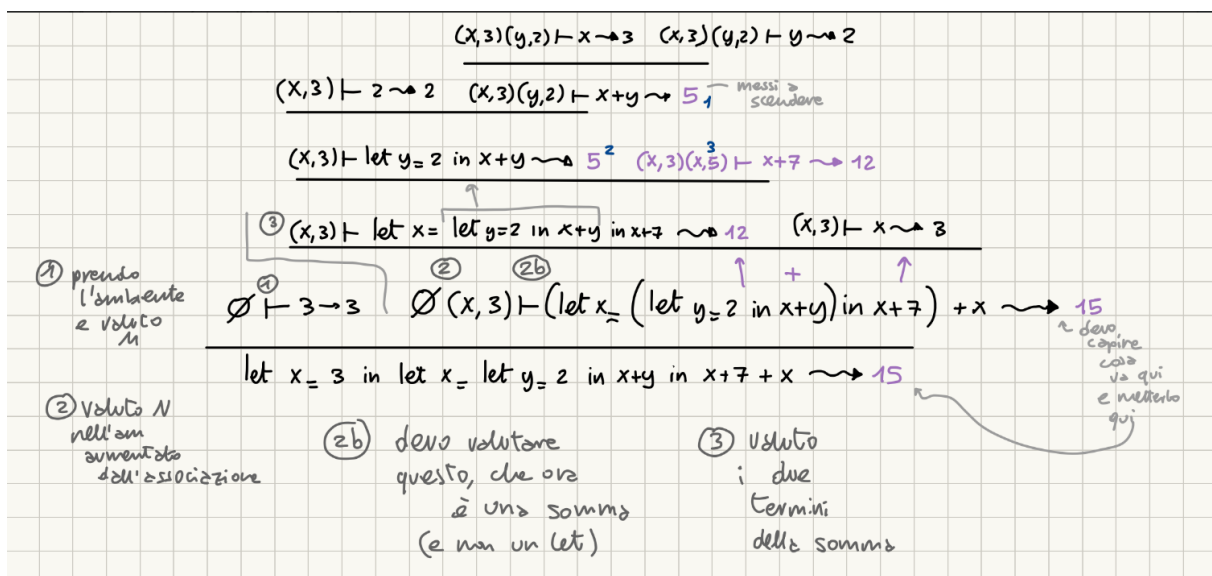 (x,3)(y,2) ⊢ x ⇝ 3 (x,3)(y,2) ⊢ y ⇝ 2
(x,3) ⊢ 2 ⇝ 2 (x,3)(y,2) ⊢ x+y ⇝ 5 1 messi a
scendere
(x,3) ⊢ let y = 2 in x+y ⇝ 5 2 (x,3)(x,5) 3 ⊢ x+7 ⇝ 12
③ (x,3) ⊢ let x = let y=2 in x+y in x+7 ⇝ 12 (x,3) ⊢ x ⇝ 3
② 2b +
① prendo
l'ambiente
e valuto
M
① ∅ ⊢ 3 → 3 ∅ (x,3) ⊢ (let x = (let y = 2 in x+y) in x+7) + x ⇝ 15
devo
capire
cosa
va qui
e metterlo
qui
let x = 3 in let x = let y = 2 in x+y in x+7 + x ⇝ 15
② valuto N
nell'am
aumentato
dall'associazione
2b devo valutare
questo, che ora
è una somma
(e non un let)
③ valuto
i due
termini
della somma